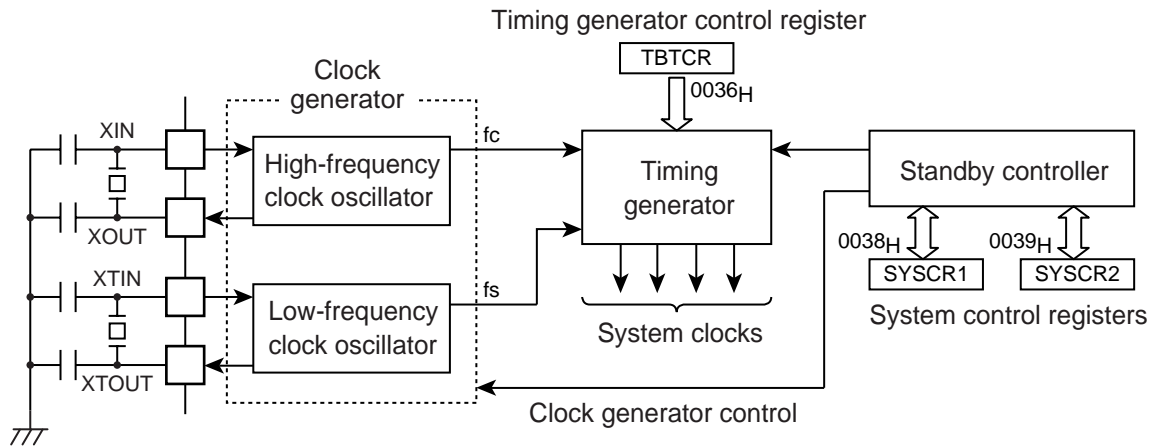 Timing generator control register
TBTCR
0036H
Clock
generator
XIN
High-frequency
clock oscillator
fc
XOUT
Timing
generator
Standby controller
0038H
0039H
SYSCR1
SYSCR2
System control registers
XTIN
Low-frequency
clock oscillator
fs
XTOUT
System clocks
Clock generator control